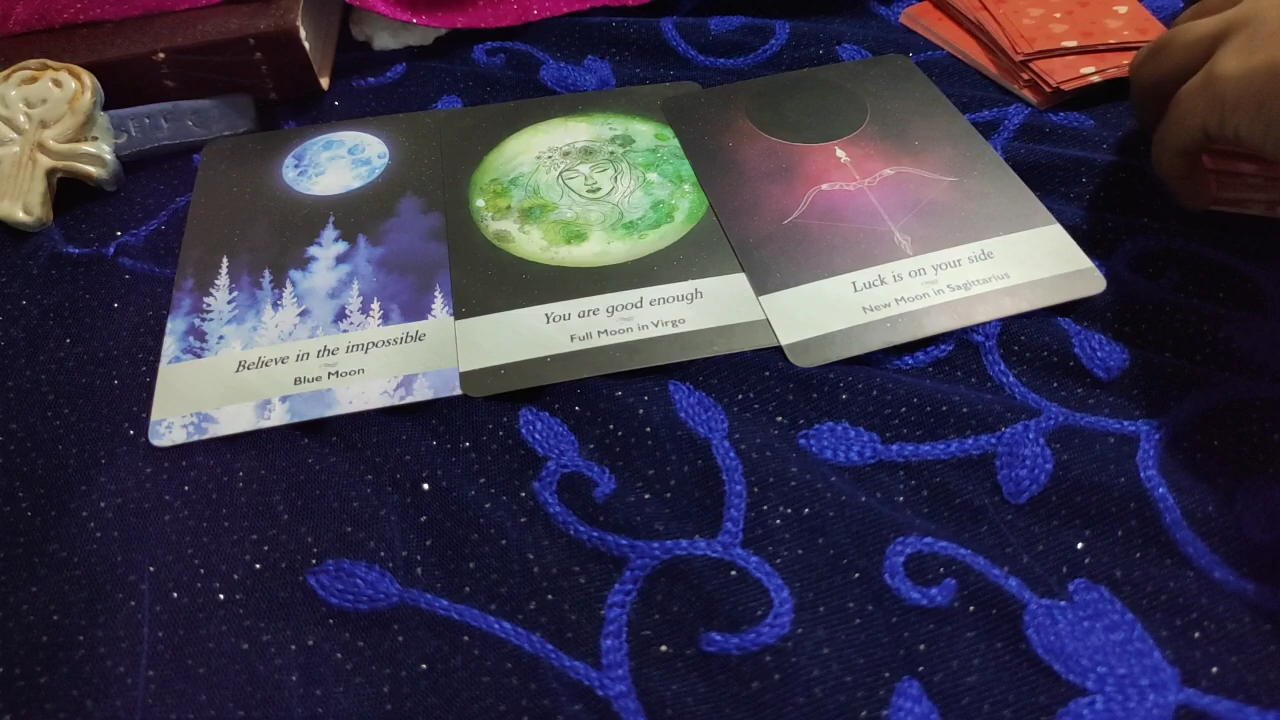 Believe in the impossible
Blue Moon
You are good enough
Full Moon in Virgo
Luck is on your side
New Moon in Sagittarius